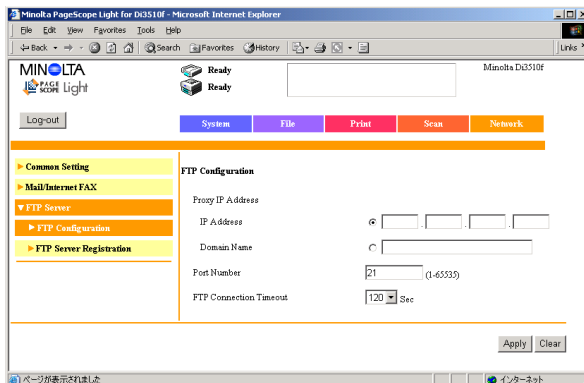 Minolta PageScope Light for Di3510f - Microsoft Internet Explorer
File Edit View Favorites Tools Help
Back Search Favorites History Links
MINOLTA
PAGE SCOPE Light
Ready
Ready
Minolta Di3510f
Log-out
System File Print Scan Network
Common Setting
Mail/Internet FAX
FTP Server
FTP Configuration
FTP Server Registration
FTP Configuration
Proxy IP Address
IP Address . . .
Domain Name
Port Number 21 (1-65535)
FTP Connection Timeout 120 Sec
Apply Clear
ページが表示されました インターネット